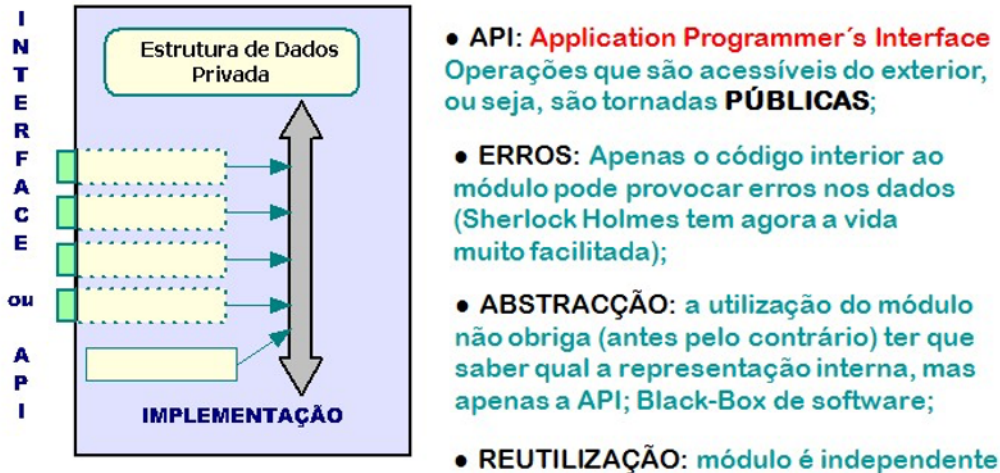 INTERFACE ou API
Estrutura de Dados
Privada
IMPLEMENTAÇÃO
● API: Application Programmer´s Interface
Operações que são acessíveis do exterior,
ou seja, são tornadas PÚBLICAS;
● ERROS: Apenas o código interior ao
módulo pode provocar erros nos dados
(Sherlock Holmes tem agora a vida
muito facilitada);
● ABSTRACÇÃO: a utilização do módulo
não obriga (antes pelo contrário) ter que
saber qual a representação interna, mas
apenas a API; Black-Box de software;
● REUTILIZAÇÃO: módulo é independente